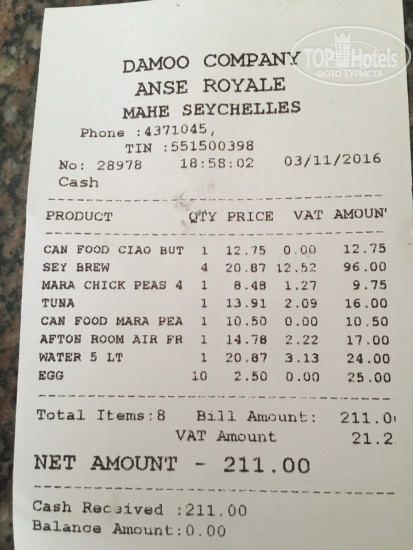 DAMOO COMPANY
ANSE ROYALE
MAHE SEYCHELLES
Phone :4371045,
TIN :551500398
No: 28978 18:58:02 03/11/2016
Cash
PRODUCT QTY PRICE VAT AMOUN'
CAN FOOD CIAO BUT 1 12.75 0.00 12.75
SEY BREW 4 20.87 12.52 96.00
MARA CHICK PEAS 4 1 8.48 1.27 9.75
TUNA 1 13.91 2.09 16.00
CAN FOOD MARA PEA 1 10.50 0.00 10.50
AFTON ROOM AIR FR 1 14.78 2.22 17.00
WATER 5 LT 1 20.87 3.13 24.00
EGG 10 2.50 0.00 25.00
Total Items:8 Bill Amount: 211.0
VAT Amount 21.2
NET AMOUNT - 211.00
Cash Received :211.00
Balance Amount:0.00
TOP Hotels
ФОТО ТУРИСТА